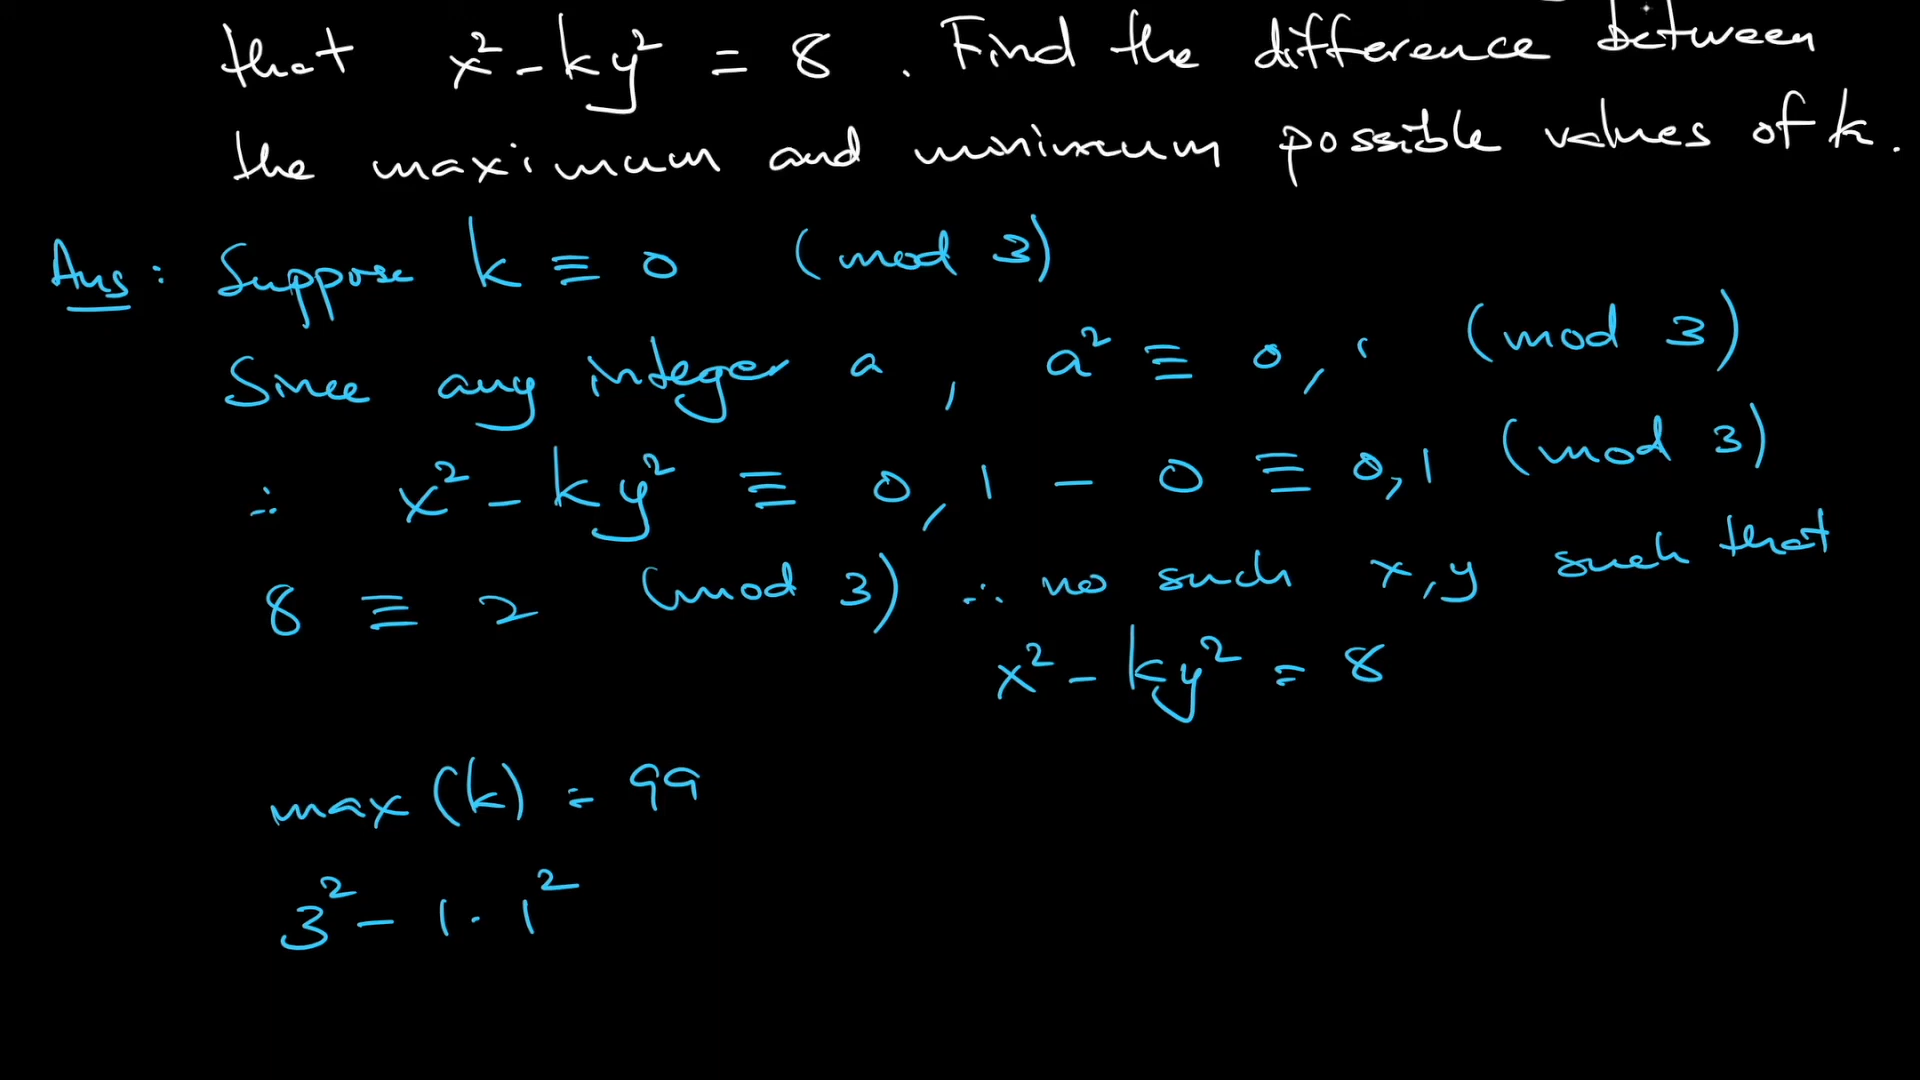 that x² - ky² = 8 . Find the difference between
the maximum and minimum possible values of k.
Ans : Suppose k ≡ 0 (mod 3)
Since any integer a , a² ≡ 0, 1 (mod 3)
∴ x² - ky² ≡ 0, 1 - 0 ≡ 0, 1 (mod 3)
8 ≡ 2 (mod 3) ∴ no such x, y such that
x² - ky² = 8
max (k) = 99
3² - 1 · 1²